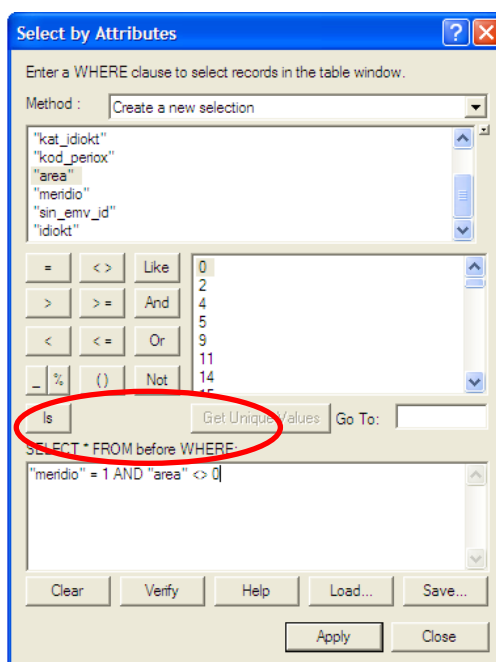 Select by Attributes
Enter a WHERE clause to select records in the table window.
Method : Create a new selection
"kat_idiokt"
"kod_periox"
"area"
"meridio"
"sin_emv_id"
"idiokt"
= < > Like
> > = And
< < = Or
_ % ( ) Not
0
2
4
5
9
11
14
15
Is Get Unique Values Go To:
SELECT * FROM before WHERE:
"meridio" = 1 AND "area" <> 0
Clear Verify Help Load... Save...
Apply Close